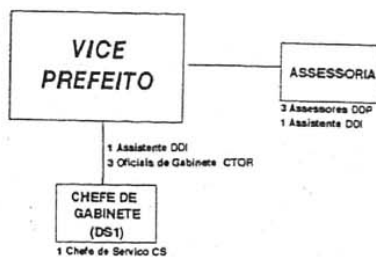 VICE
PREFEITO
ASSESSORIA
3 Assessores DDP
1 Assistente DDI
1 Assistente DDI
3 Oficiais de Gabinete CTOR
CHEFE DE
GABINETE
(DS1)
1 Chefe de Servico CS